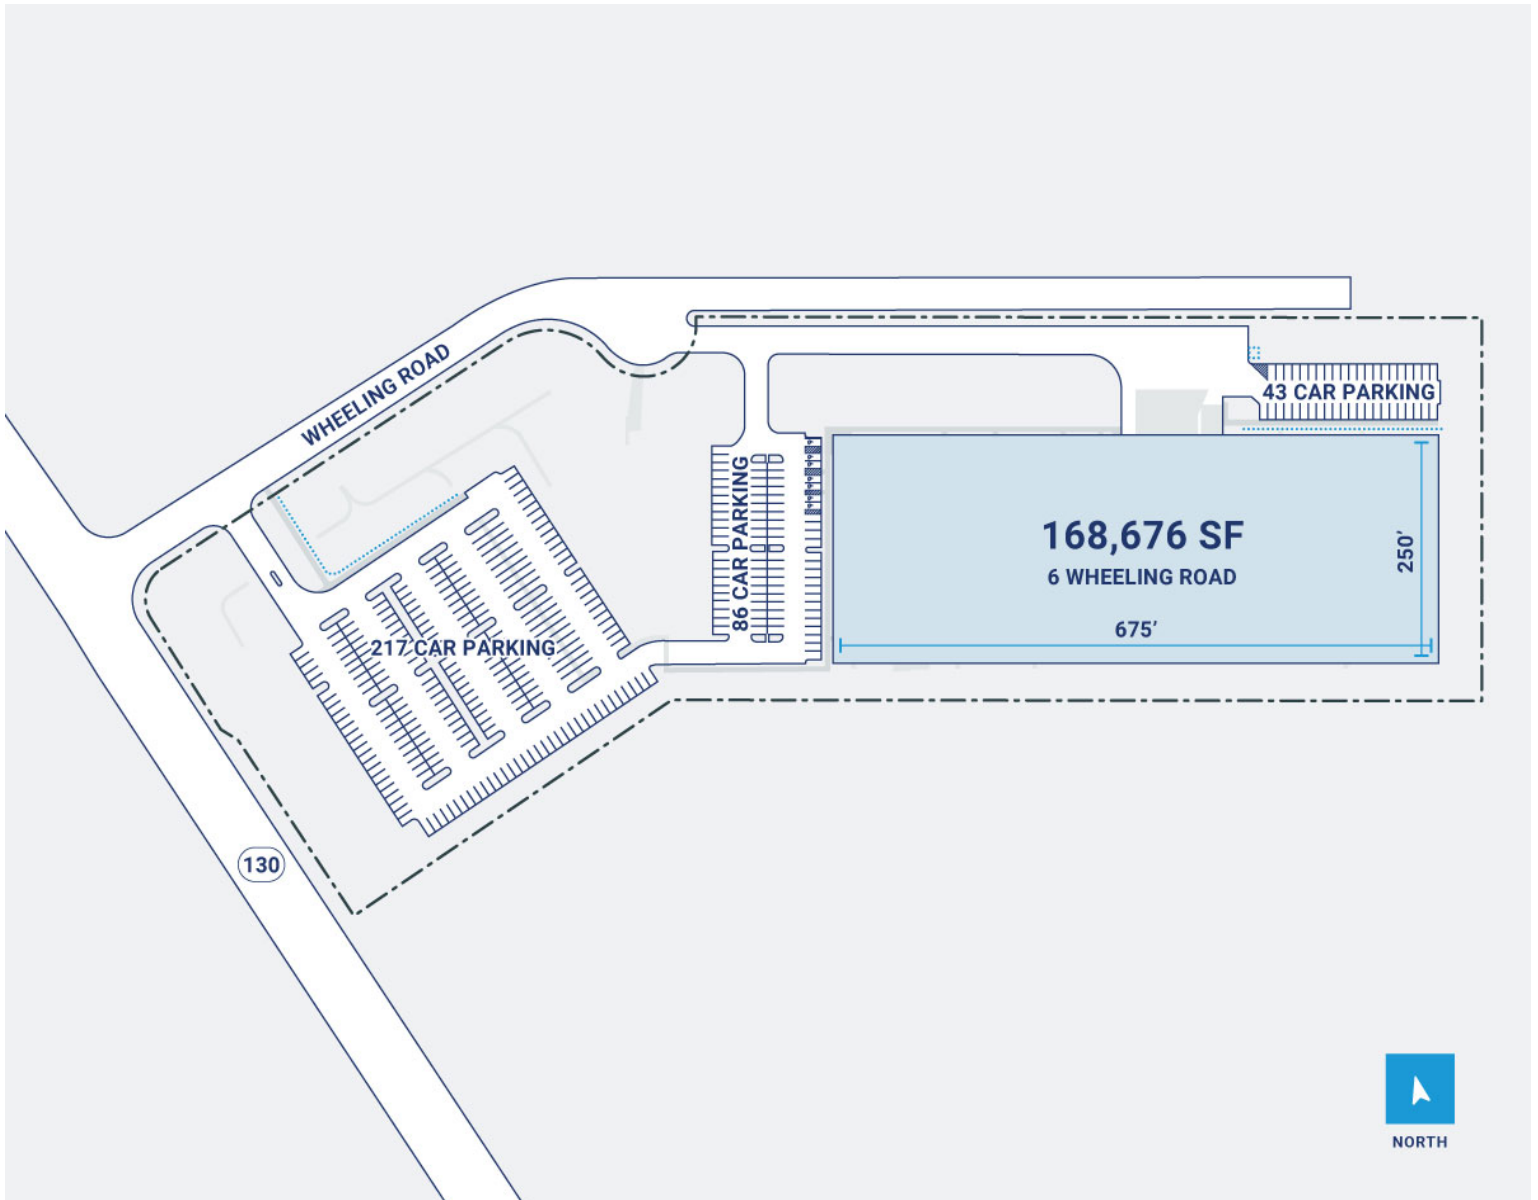 WHEELING ROAD
43 CAR PARKING
86 CAR PARKING
168,676 SF
6 WHEELING ROAD
250’
675’
217 CAR PARKING
130
NORTH